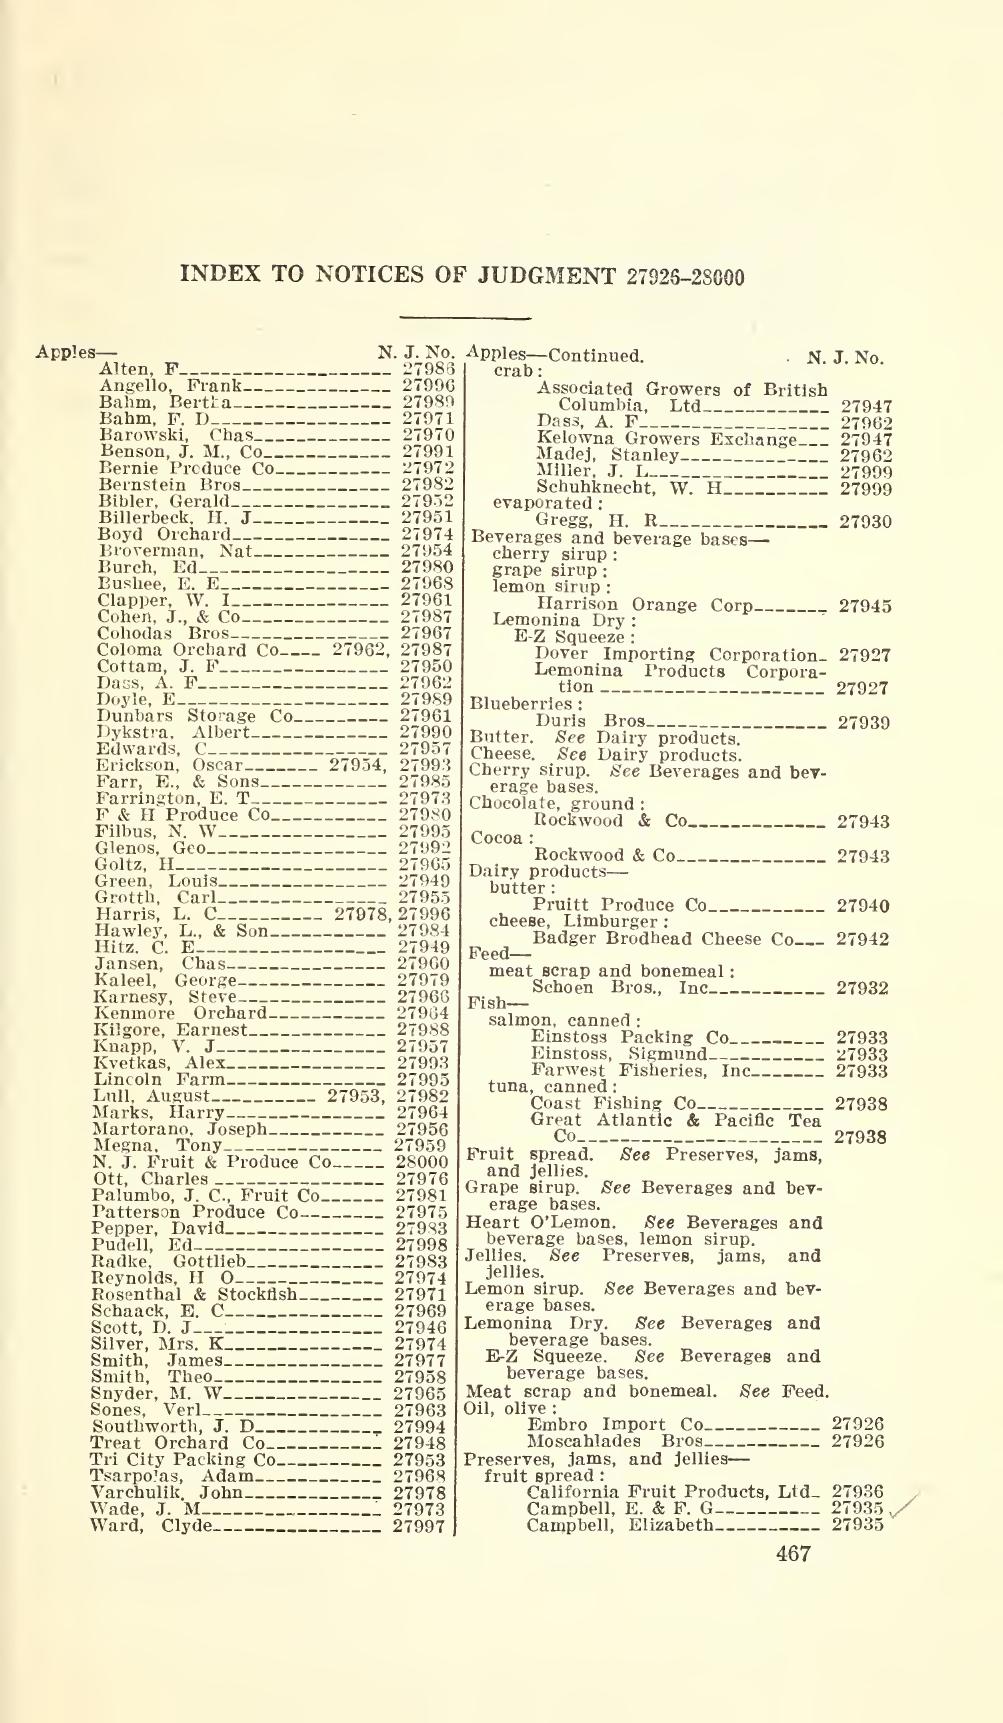 INDEX TO NOTICES OF JUDGMENT 27926-28000
Apples— N. J. No.
Alten, F 27986
Angello, Frank 27996
Bahm, Bertha 27989
Bahm, F. D 27971
Barowski, Chas 27970
Benson, J. M., Co 27991
Bernie Produce Co 27972
Bernstein Bros 27982
Bibler, Gerald 27952
Billerbeck, H. J 27951
Boyd Orchard 27974
Broverman, Nat 27954
Burch, Ed 27980
Bushee, E. E 27968
Clapper, W. I 27961
Cohen, J., & Co 27987
Cohodas Bros 27967
Coloma Orchard Co 27962, 27987
Cottam, J. F 27950
Dass, A. F 27962
Doyle, E 27989
Dunbars Storage Co 27961
Dykstra, Albert 27990
Edwards, C 27957
Erickson, Oscar 27954, 27993
Farr, E., & Sons 27985
Farrington, E. T 27973
F & H Produce Co 27980
Filbus, N. W 27995
Glenos, Geo 27992
Goltz, H 27965
Green, Louis 27949
Grotth, Carl 27955
Harris, L. C 27978, 27996
Hawley, L., & Son 27984
Hitz. C. E 27949
Jansen, Chas 27960
Kaleel, George 27979
Karnesy, Steve 27966
Kenmore Orchard 27964
Kilgore, Earnest 27988
Knapp, V. J 27957
Kvetkas, Alex 27993
Lincoln Farm 27995
Lull, August 27953, 27982
Marks, Harry 27964
Martorano, Joseph 27956
Megna, Tony 27959
N. J. Fruit & Produce Co 28000
Ott, Charles 27976
Palumbo, J. C., Fruit Co 27981
Patterson Produce Co 27975
Pepper, David 27983
Pudell, Ed 27998
Radke, Gottlieb 27983
Reynolds, H O 27974
Rosenthal & Stockfish 27971
Schaack, E. C 27969
Scott, D. J 27946
Silver, Mrs. K 27974
Smith, James 27977
Smith, Theo 27958
Snyder, M. W 27965
Sones, Verl 27963
Southworth, J. D 27994
Treat Orchard Co 27948
Tri City Packing Co 27953
Tsarpolas, Adam 27968
Varchulik, John 27978
Wade, J. M 27973
Ward, Clyde 27997
Apples—Continued. N. J. No.
crab:
Associated Growers of British
Columbia, Ltd 27947
Dass, A. F 27962
Kelowna Growers Exchange 27947
Madej, Stanley 27962
Miller, J. L 27999
Schuhknecht, W. H 27999
evaporated:
Gregg, H. R 27930
Beverages and beverage bases—
cherry sirup:
grape sirup:
lemon sirup:
Harrison Orange Corp 27945
Lemonina Dry:
E-Z Squeeze:
Dover Importing Corporation 27927
Lemonina Products Corpora-
tion 27927
Blueberries:
Duris Bros 27939
Butter. See Dairy products.
Cheese. See Dairy products.
Cherry sirup. See Beverages and bev-
erage bases.
Chocolate, ground:
Rockwood & Co 27943
Cocoa:
Rockwood & Co 27943
Dairy products—
butter:
Pruitt Produce Co 27940
cheese, Limburger:
Badger Brodhead Cheese Co 27942
Feed—
meat scrap and bonemeal:
Schoen Bros., Inc 27932
Fish—
salmon, canned:
Einstoss Packing Co 27933
Einstoss, Sigmund 27933
Farwest Fisheries, Inc 27933
tuna, canned:
Coast Fishing Co 27938
Great Atlantic & Pacific Tea
Co 27938
Fruit spread. See Preserves, jams,
and jellies.
Grape sirup. See Beverages and bev-
erage bases.
Heart O'Lemon. See Beverages and
beverage bases, lemon sirup.
Jellies. See Preserves, jams, and
jellies.
Lemon sirup. See Beverages and bev-
erage bases.
Lemonina Dry. See Beverages and
beverage bases.
E-Z Squeeze. See Beverages and
beverage bases.
Meat scrap and bonemeal. See Feed.
Oil, olive:
Embro Import Co 27926
Moscahlades Bros 27926
Preserves, jams, and jellies—
fruit spread:
California Fruit Products, Ltd 27936
Campbell, E. & F. G 27935
Campbell, Elizabeth 27935
467